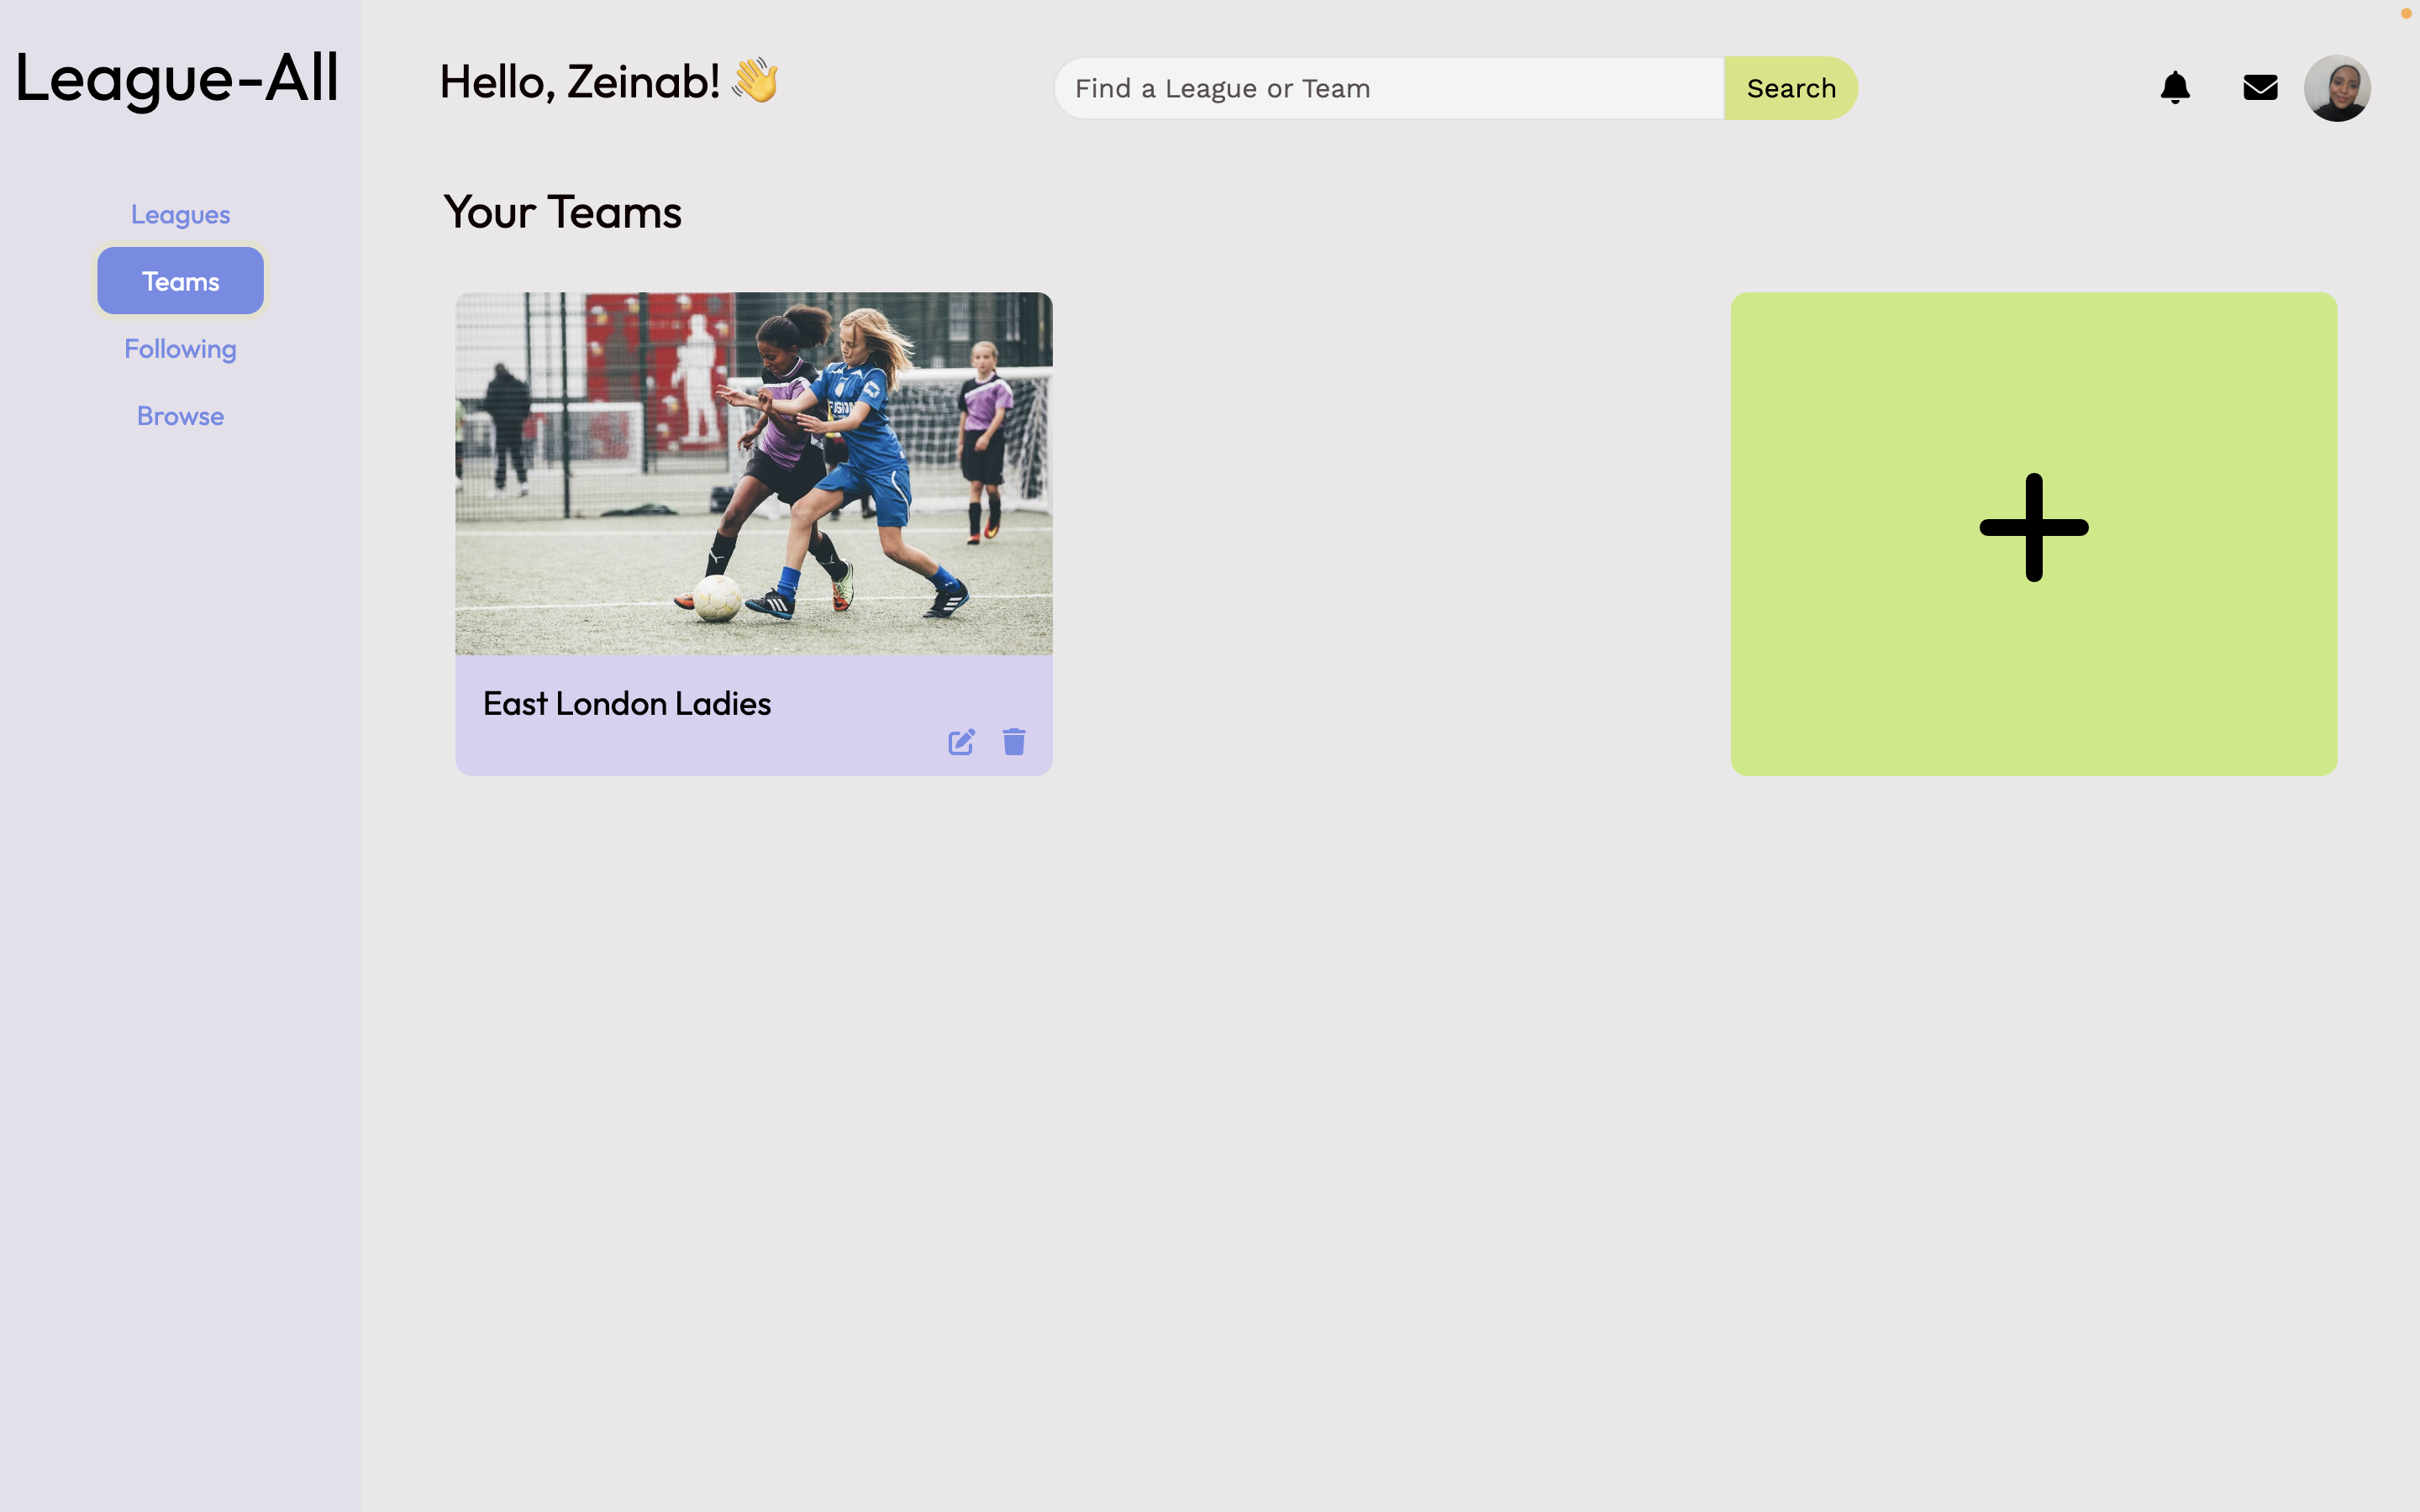 League-All
Hello, Zeinab! 👋
Find a League or Team
Search
Leagues
Teams
Following
Browse
Your Teams
East London Ladies